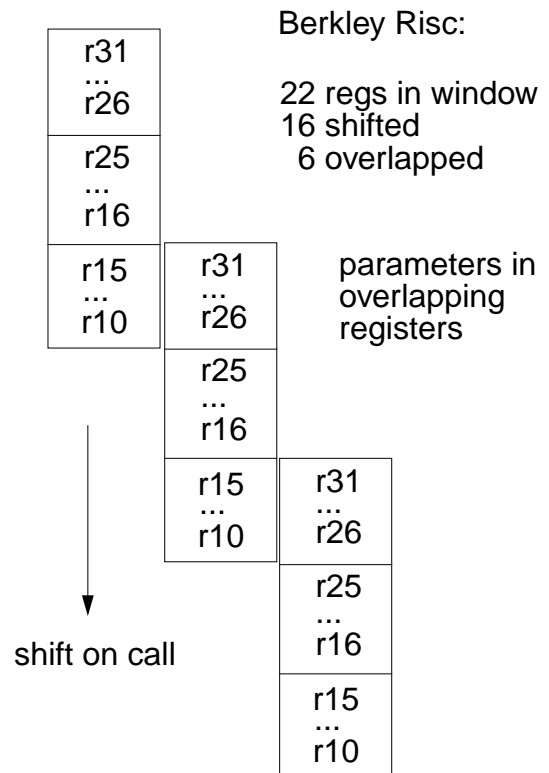 Berkley Risc:
22 regs in window
16 shifted
6 overlapped
parameters in
overlapping
registers
r31
...
r26
r25
...
r16
r15
...
r10
r31
...
r26
r25
...
r16
r15
...
r10
r31
...
r26
r25
...
r16
r15
...
r10
shift on call